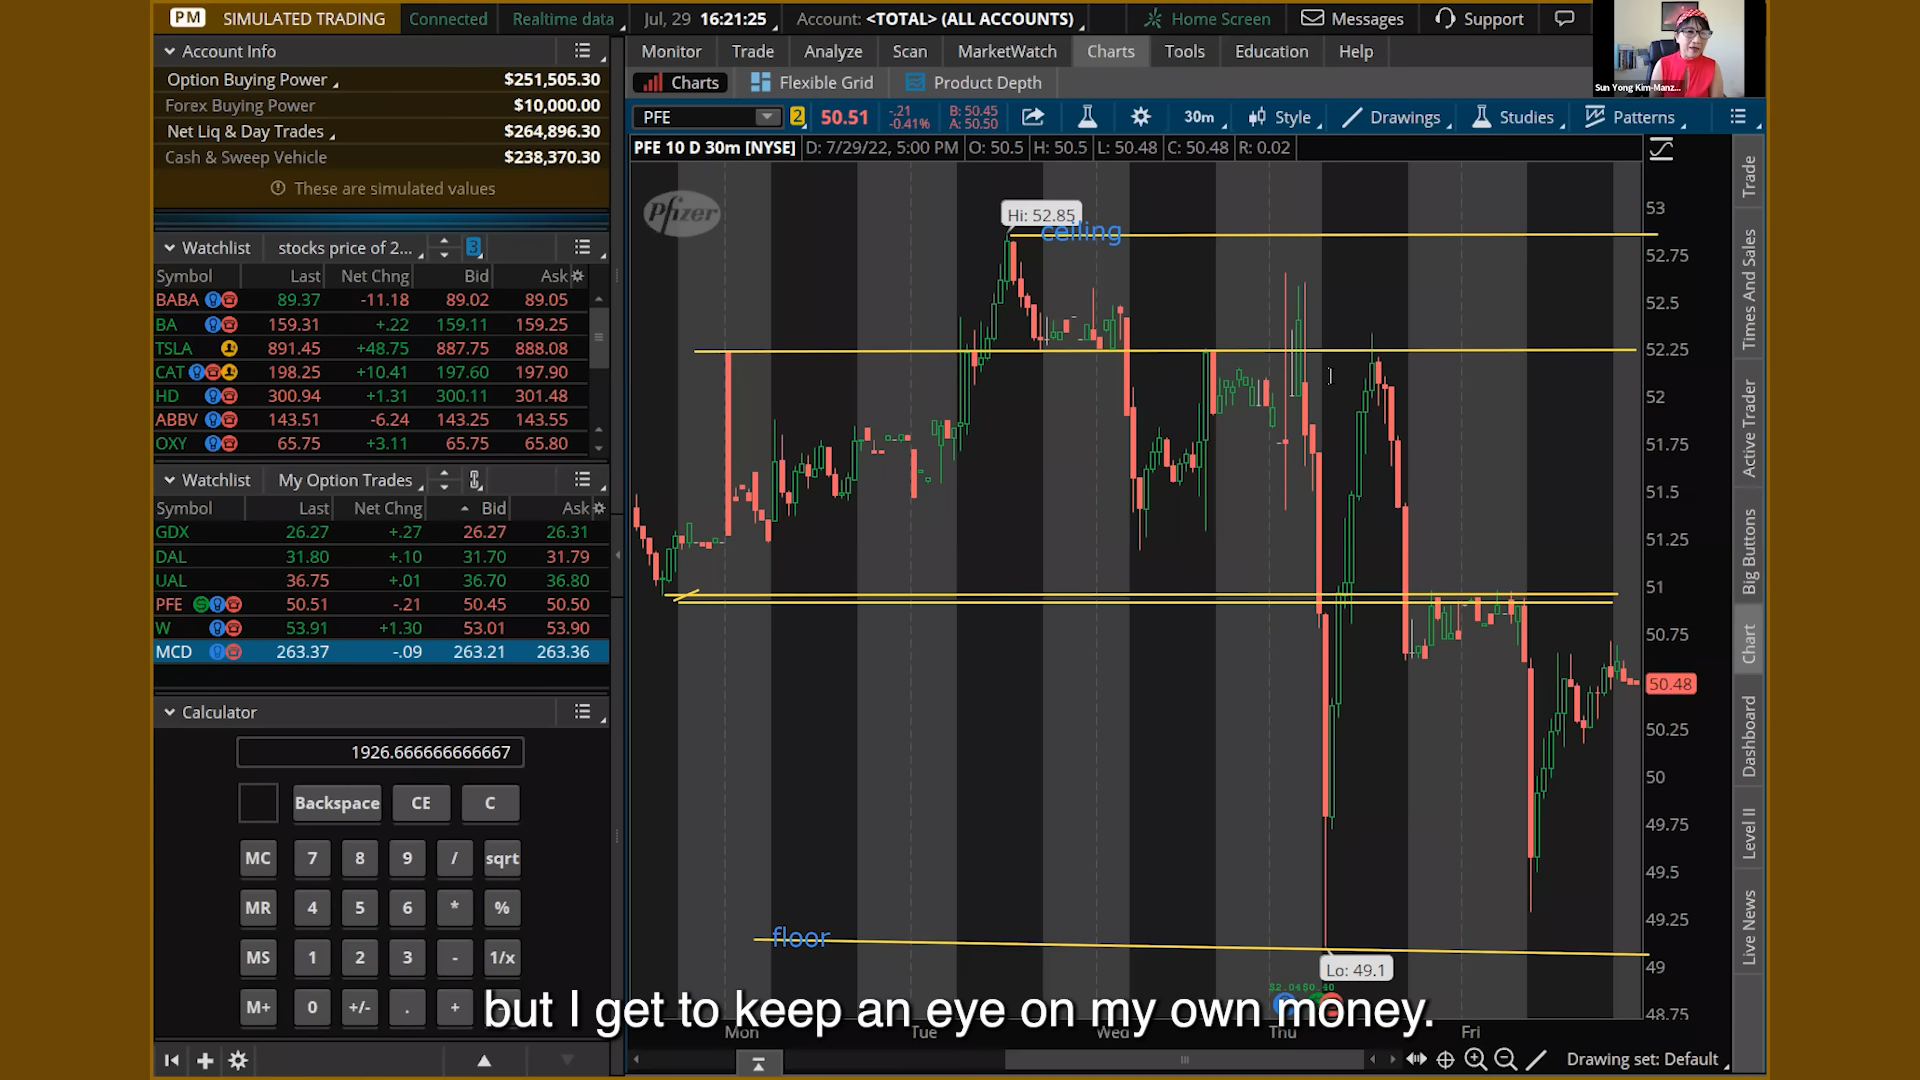 PM SIMULATED TRADING Connected Realtime data Jul, 29 16:21:25 Account: <TOTAL> (ALL ACCOUNTS) Home Screen Messages Support
Account Info
Option Buying Power $251,505.30
Forex Buying Power $10,000.00
Net Liq & Day Trades $264,896.30
Cash & Sweep Vehicle $238,370.30
These are simulated values
Watchlist stocks price of 2... 3
Symbol Last Net Chng Bid Ask
BABA 89.37 -11.18 89.02 89.05
BA 159.31 +.22 159.11 159.25
TSLA 891.45 +48.75 887.75 888.08
CAT 198.25 +10.41 197.60 197.90
HD 300.94 +1.31 300.11 301.48
ABBV 143.51 -6.24 143.25 143.55
OXY 65.75 +3.11 65.75 65.80
Watchlist My Option Trades
Symbol Last Net Chng Bid Ask
GDX 26.27 +.27 26.27 26.31
DAL 31.80 +.10 31.70 31.79
UAL 36.75 +.01 36.70 36.80
PFE 50.51 -.21 50.45 50.50
W 53.91 +1.30 53.01 53.90
MCD 263.37 -.09 263.21 263.36
Calculator
1926.666666666667
Backspace CE C
MC 7 8 9 / sqrt
MR 4 5 6 * %
MS 1 2 3 - 1/x
M+ 0 +/- . +
Monitor Trade Analyze Scan MarketWatch Charts Tools Education Help
Charts Flexible Grid Product Depth
Sun Yong Kim-Manz...
PFE 2 50.51 -.21 -0.41% B: 50.45 A: 50.50 30m Style Drawings Studies Patterns
PFE 10 D 30m [NYSE] D: 7/29/22, 5:00 PM O: 50.5 H: 50.5 L: 50.48 C: 50.48 R: 0.02
Pfizer
Hi: 52.85
ceiling
floor
Lo: 49.1
$2.04 $0.40
53
52.75
52.5
52.25
52
51.75
51.5
51.25
51
50.75
50.48
50.25
50
49.75
49.5
49.25
49
48.75
Mon Tue Wed Thu Fri
Drawing set: Default
Trade
Times And Sales
Active Trader
Big Buttons
Chart
Dashboard
Level II
Live News
but I get to keep an eye on my own money.